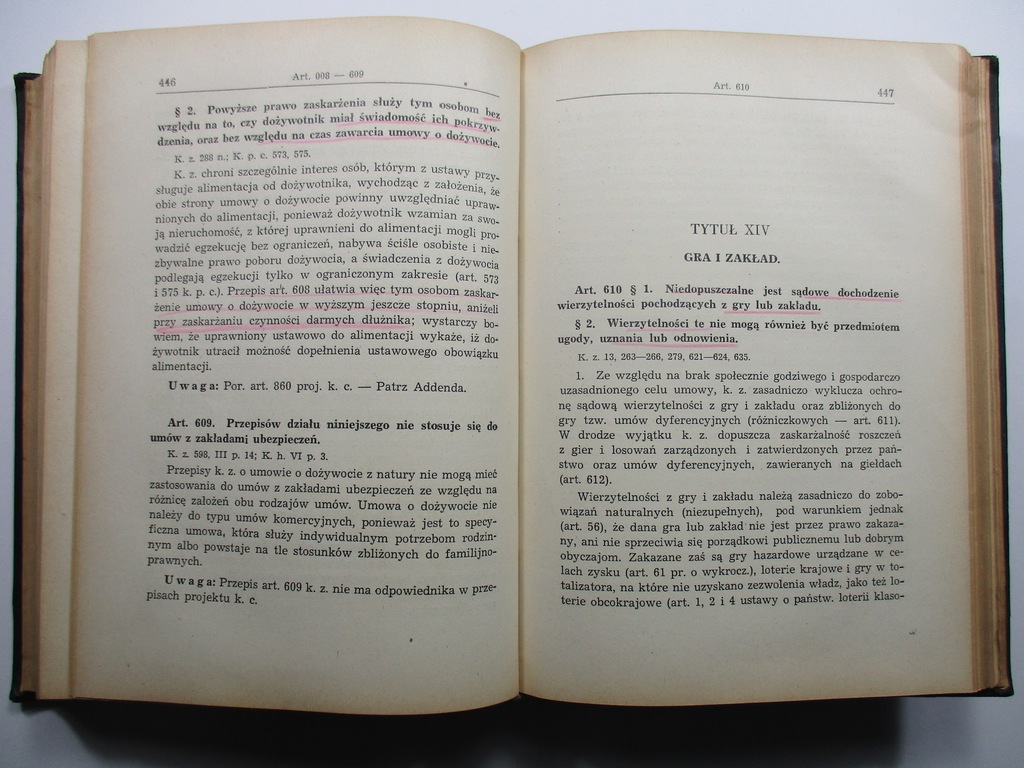 446
Art. 608 — 609
§ 2. Powyższe prawo zaskarżenia służy tym osobom bez
względu na to, czy dożywotnik miał świadomość ich pokrzyw-
dzenia, oraz bez względu na czas zawarcia umowy o dożywocie.
K. z. 288 n.; K. p. c. 573, 575.
K. z. chroni szczególnie interes osób, którym z ustawy przy-
sługuje alimentacja od dożywotnika, wychodząc z założenia, że
obie strony umowy o dożywocie powinny uwzględniać upraw-
nionych do alimentacji, ponieważ dożywotnik wzamian za swo-
ją nieruchomość, z której uprawnieni do alimentacji mogli pro-
wadzić egzekucję bez ograniczeń, nabywa ściśle osobiste i nie-
zbywalne prawo poboru dożywocia, a świadczenia z dożywocia
podlegają egzekucji tylko w ograniczonym zakresie (art. 573
i 575 k. p. c.). Przepis art. 608 ułatwia więc tym osobom zaskar-
żenie umowy o dożywocie w wyższym jeszcze stopniu, aniżeli
przy zaskarżaniu czynności darmych dłużnika; wystarczy bo-
wiem, że uprawniony ustawowo do alimentacji wykaże, iż do-
żywotnik utracił możność dopełnienia ustawowego obowiązku
alimentacji.
Uwaga: Por. art. 860 proj. k. c. — Patrz Addenda.
Art. 609. Przepisów działu niniejszego nie stosuje się do
umów z zakładami ubezpieczeń.
K. z. 598, III p. 14; K. h. VI p. 3.
Przepisy k. z. o umowie o dożywocie z natury nie mogą mieć
zastosowania do umów z zakładami ubezpieczeń ze względu na
różnicę założeń obu rodzajów umów. Umowa o dożywocie nie
należy do typu umów komercyjnych, ponieważ jest to specy-
ficzna umowa, która służy indywidualnym potrzebom rodzin-
nym albo powstaje na tle stosunków zbliżonych do familijno-
prawnych.
Uwaga: Przepis art. 609 k. z. nie ma odpowiednika w prze-
pisach projektu k. c.
Art. 610
447
TYTUŁ XIV
GRA I ZAKŁAD.
Art. 610 § 1. Niedopuszczalne jest sądowe dochodzenie
wierzytelności pochodzących z gry lub zakładu.
§ 2. Wierzytelności te nie mogą również być przedmiotem
ugody, uznania lub odnowienia.
K. z. 13, 263—266, 279, 621—624, 635.
1. Ze względu na brak społecznie godziwego i gospodarczo
uzasadnionego celu umowy, k. z. zasadniczo wyklucza ochro-
nę sądową wierzytelności z gry i zakładu oraz zbliżonych do
gry tzw. umów dyferencyjnych (różniczkowych — art. 611).
W drodze wyjątku k. z. dopuszcza zaskarżalność roszczeń
z gier i losowań zarządzonych i zatwierdzonych przez pań-
stwo oraz umów dyferencyjnych, zawieranych na giełdach
(art. 612).
Wierzytelności z gry i zakładu należą zasadniczo do zobo-
wiązań naturalnych (niezupełnych), pod warunkiem jednak
(art. 56), że dana gra lub zakład nie jest przez prawo zakaza-
ny, ani nie sprzeciwia się porządkowi publicznemu lub dobrym
obyczajom. Zakazane zaś są gry hazardowe urządzane w ce-
lach zysku (art. 61 pr. o wykrocz.), loterie krajowe i gry w to-
talizatora, na które nie uzyskano zezwolenia władz, jako też lo-
terie obcokrajowe (art. 1, 2 i 4 ustawy o państw. loterii klaso-